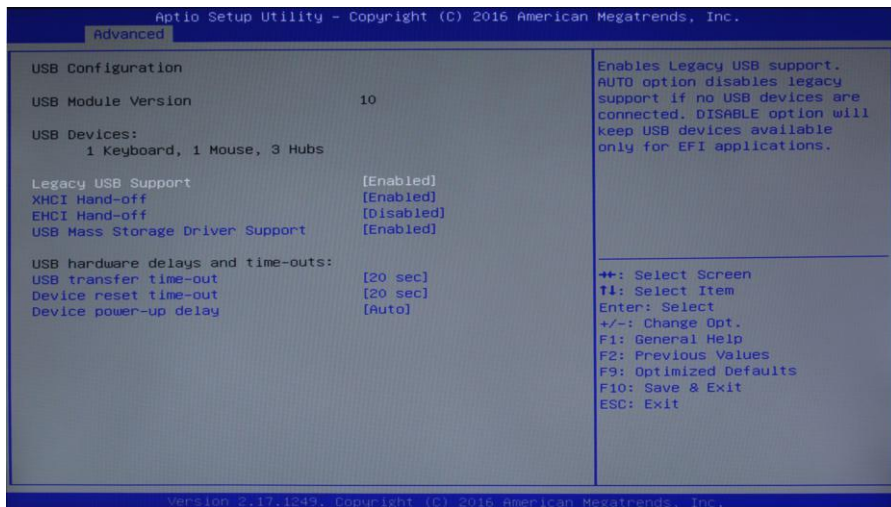 Aptio Setup Utility – Copyright (C) 2016 American Megatrends, Inc.
Advanced
USB Configuration
USB Module Version 10
USB Devices:
1 Keyboard, 1 Mouse, 3 Hubs
Legacy USB Support [Enabled]
XHCI Hand-off [Enabled]
EHCI Hand-off [Disabled]
USB Mass Storage Driver Support [Enabled]
USB hardware delays and time-outs:
USB transfer time-out [20 sec]
Device reset time-out [20 sec]
Device power-up delay [Auto]
Enables Legacy USB support.
AUTO option disables legacy
support if no USB devices are
connected. DISABLE option will
keep USB devices available
only for EFI applications.
→←: Select Screen
↑↓: Select Item
Enter: Select
+/-: Change Opt.
F1: General Help
F2: Previous Values
F9: Optimized Defaults
F10: Save & Exit
ESC: Exit
Version 2.17.1249. Copyright (C) 2016 American Megatrends, Inc.